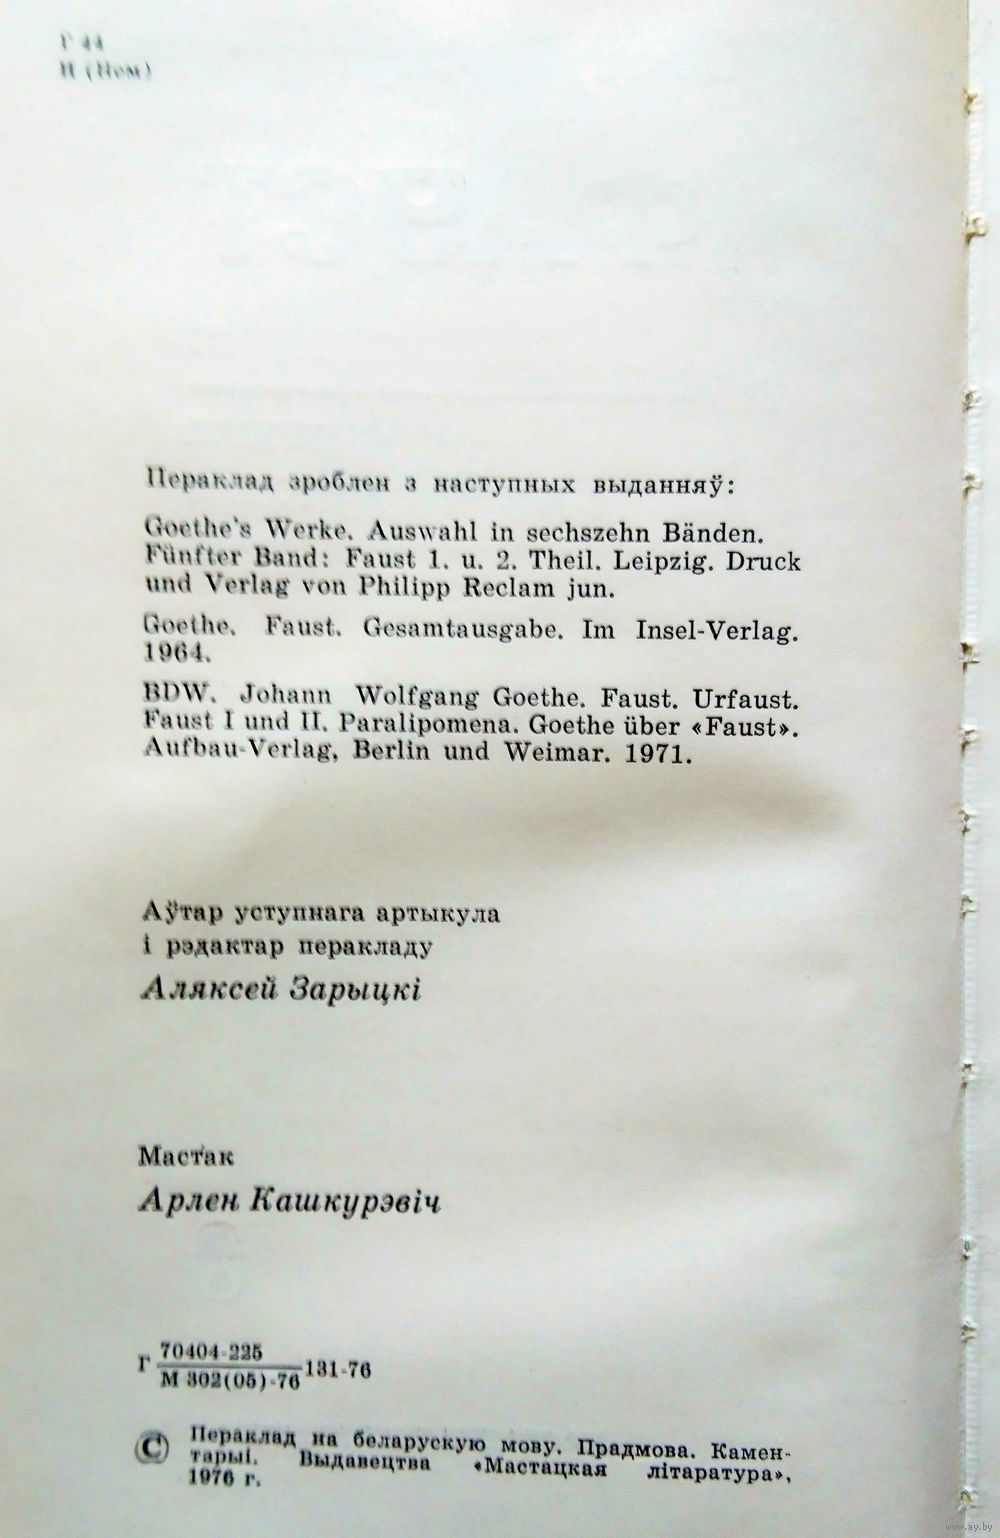 Г 44
И (Нем)
Пераклад зроблен з наступных выданняў:
Goethe's Werke. Auswahl in sechszehn Bänden.
Fünfter Band: Faust 1. u. 2. Theil. Leipzig. Druck
und Verlag von Philipp Reclam jun.
Goethe. Faust. Gesamtausgabe. Im Insel-Verlag.
1964.
BDW. Johann Wolfgang Goethe. Faust. Urfaust.
Faust I und II. Paralipomena. Goethe über «Faust».
Aufbau-Verlag, Berlin und Weimar. 1971.
Аўтар уступнага артыкула
і рэдактар перакладу
Аляксей Зарыцкі
Мастак
Арлен Кашкурэвіч
70404-225
Г 131-76
М 302(05)-76
© Пераклад на беларускую мову. Прадмова. Камен-
тарыі. Выдавецтва «Мастацкая літаратура»,
1976 г.
www.ay.by